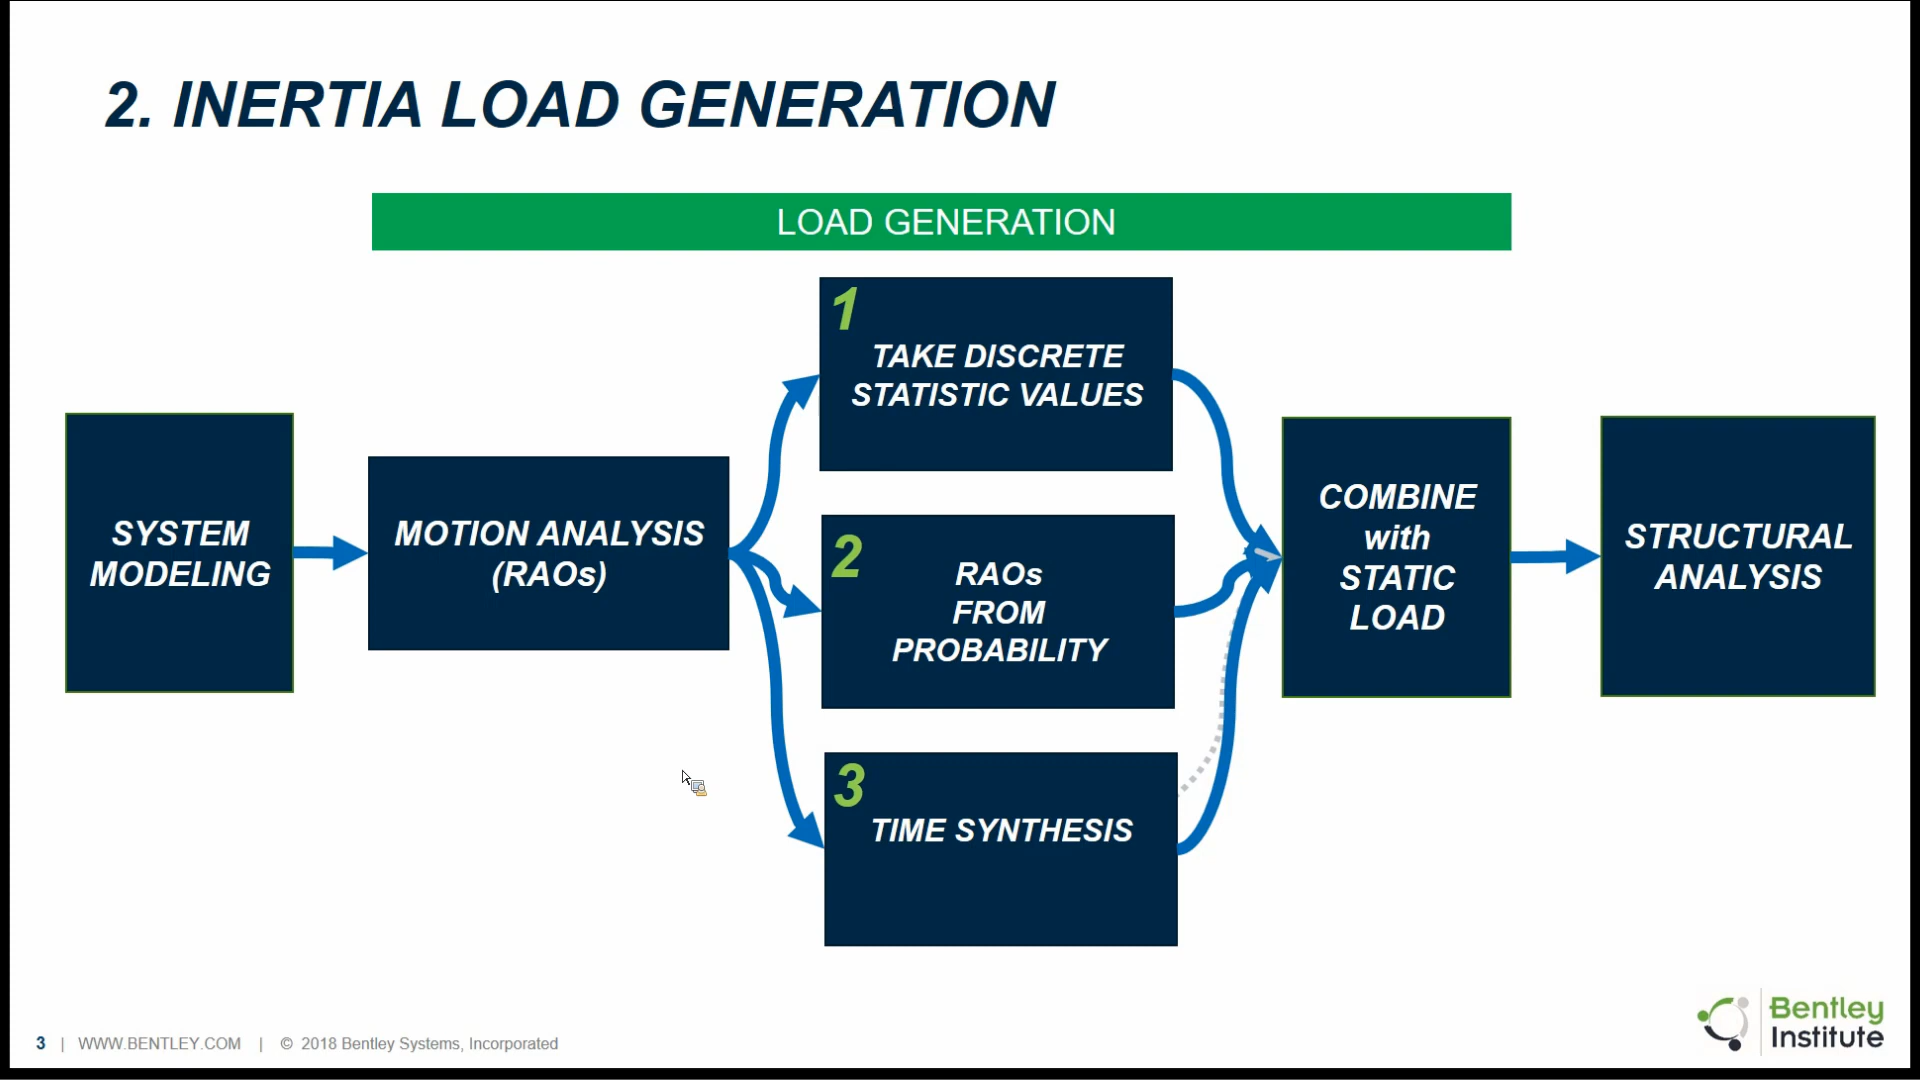 2. INERTIA LOAD GENERATION
LOAD GENERATION
SYSTEM
MODELING
MOTION ANALYSIS
(RAOs)
1
TAKE DISCRETE
STATISTIC VALUES
2
RAOs
FROM
PROBABILITY
3
TIME SYNTHESIS
COMBINE
with
STATIC
LOAD
STRUCTURAL
ANALYSIS
3 | WWW.BENTLEY.COM | © 2018 Bentley Systems, Incorporated
Bentley
Institute